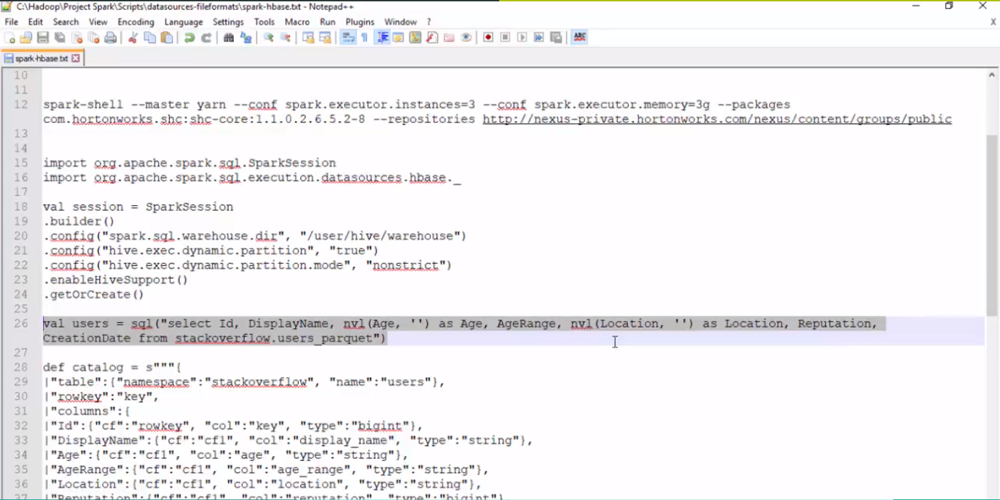 C:\Hadoop\Project Spark\Scripts\datasources-fileformats\spark-hbase.txt - Notepad++
File Edit Search View Encoding Language Settings Tools Macro Run Plugins Window ? X
ABC
spark-hbase.txt
10
11
12 spark-shell --master yarn --conf spark.executor.instances=3 --conf spark.executor.memory=3g --packages
com.hortonworks.shc:shc-core:1.1.0.2.6.5.2-8 --repositories http://nexus-private.hortonworks.com/nexus/content/groups/public
13
14
15 import org.apache.spark.sql.SparkSession
16 import org.apache.spark.sql.execution.datasources.hbase._
17
18 val session = SparkSession
19 .builder()
20 .config("spark.sql.warehouse.dir", "/user/hive/warehouse")
21 .config("hive.exec.dynamic.partition", "true")
22 .config("hive.exec.dynamic.partition.mode", "nonstrict")
23 .enableHiveSupport()
24 .getOrCreate()
25
26 val users = sql("select Id, DisplayName, nvl(Age, '') as Age, AgeRange, nvl(Location, '') as Location, Reputation,
CreationDate from stackoverflow.users_parquet")
27
28 def catalog = s"""{
29 |"table":{"namespace":"stackoverflow", "name":"users"},
30 |"rowkey":"key",
31 |"columns":{
32 |"Id":{"cf":"rowkey", "col":"key", "type":"bigint"},
33 |"DisplayName":{"cf":"cf1", "col":"display_name", "type":"string"},
34 |"Age":{"cf":"cf1", "col":"age", "type":"string"},
35 |"AgeRange":{"cf":"cf1", "col":"age_range", "type":"string"},
36 |"Location":{"cf":"cf1", "col":"location", "type":"string"},
37 |"Reputation":{"cf":"cf1", "col":"reputation", "type":"bigint"},